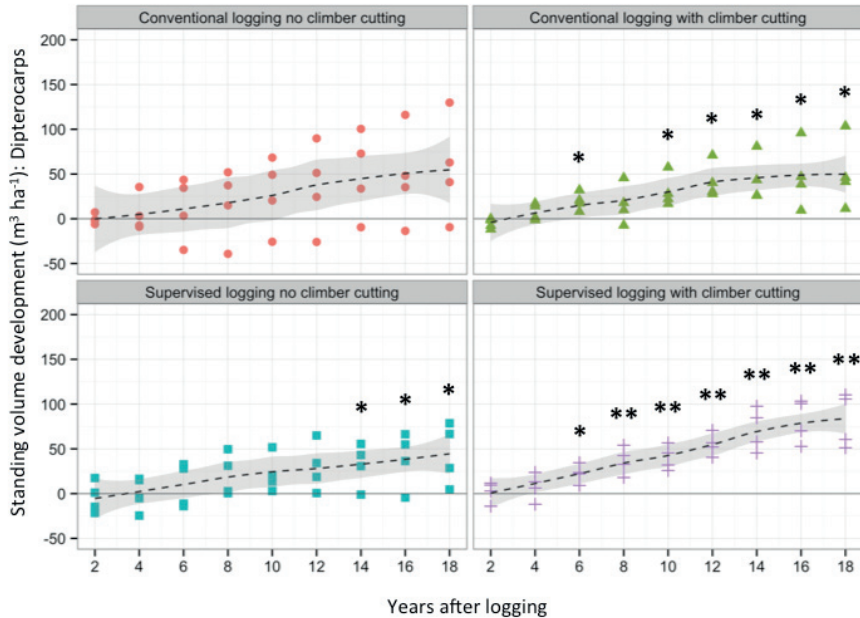 Conventional logging no climber cutting
Conventional logging with climber cutting
200
150
100
50
0
-50
* * * * * *
Supervised logging no climber cutting
Supervised logging with climber cutting
200
150
100
50
0
-50
* * *
* ** ** ** ** ** **
2 4 6 8 10 12 14 16 18
2 4 6 8 10 12 14 16 18
Standing volume development (m³ ha⁻¹): Dipterocarps
Years after logging